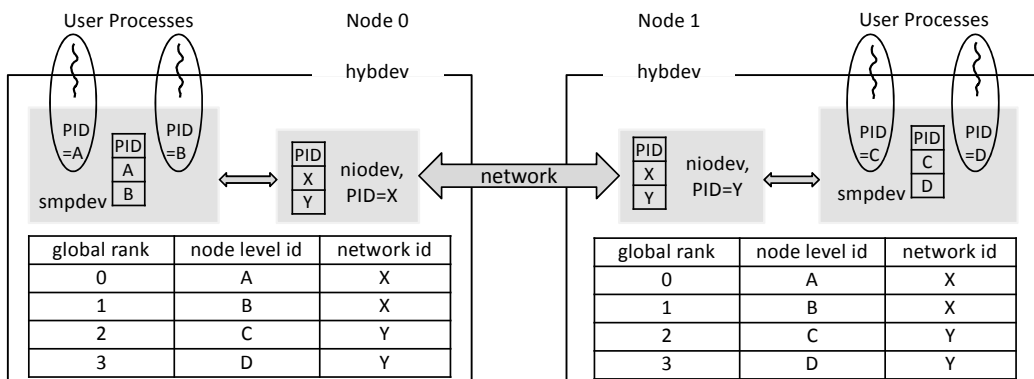 User Processes Node 0 Node 1 User Processes
hybdev hybdev
PID =A
PID =B
PID
A
B
smpdev
PID
X
Y
niodev,
PID=X
network
PID
X
Y
niodev,
PID=Y
PID =C
PID =D
PID
C
D
smpdev
global rank node level id network id
0 A X
1 B X
2 C Y
3 D Y
global rank node level id network id
0 A X
1 B X
2 C Y
3 D Y